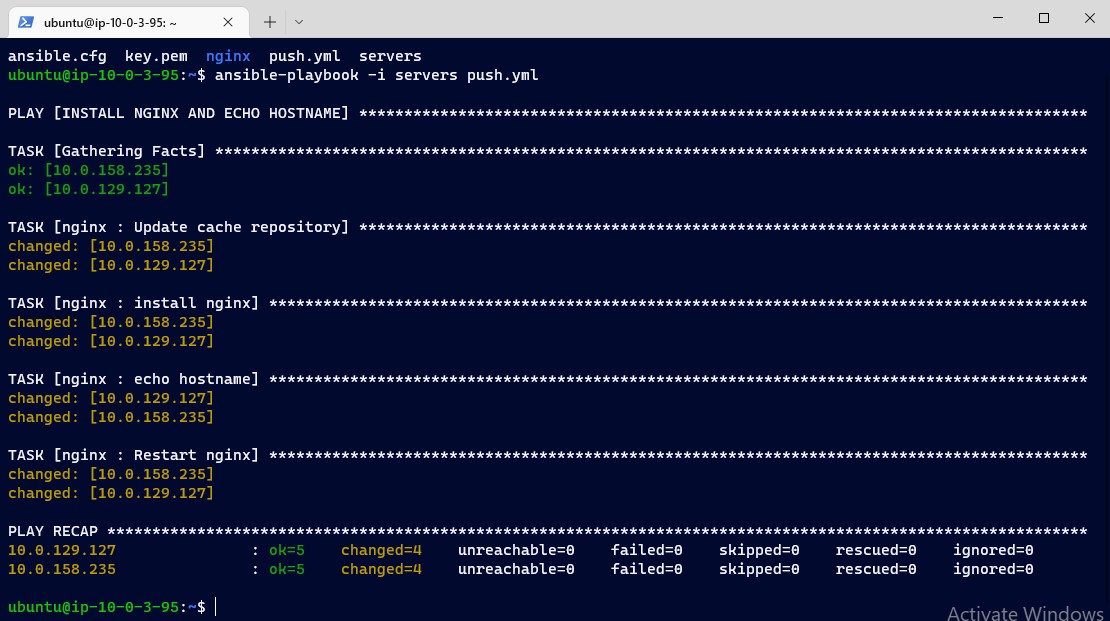 ubuntu@ip-10-0-3-95: ~
ansible.cfg  key.pem  nginx  push.yml  servers
ubuntu@ip-10-0-3-95:~$ ansible-playbook -i servers push.yml
PLAY [INSTALL NGINX AND ECHO HOSTNAME] *********************************************************************************
TASK [Gathering Facts] *************************************************************************************************
ok: [10.0.158.235]
ok: [10.0.129.127]
TASK [nginx : Update cache repository] *********************************************************************************
changed: [10.0.158.235]
changed: [10.0.129.127]
TASK [nginx : install nginx] *******************************************************************************************
changed: [10.0.158.235]
changed: [10.0.129.127]
TASK [nginx : echo hostname] *******************************************************************************************
changed: [10.0.129.127]
changed: [10.0.158.235]
TASK [nginx : Restart nginx] *******************************************************************************************
changed: [10.0.158.235]
changed: [10.0.129.127]
PLAY RECAP *************************************************************************************************************
10.0.129.127               : ok=5    changed=4    unreachable=0    failed=0    skipped=0    rescued=0    ignored=0
10.0.158.235               : ok=5    changed=4    unreachable=0    failed=0    skipped=0    rescued=0    ignored=0
ubuntu@ip-10-0-3-95:~$
Activate Windows